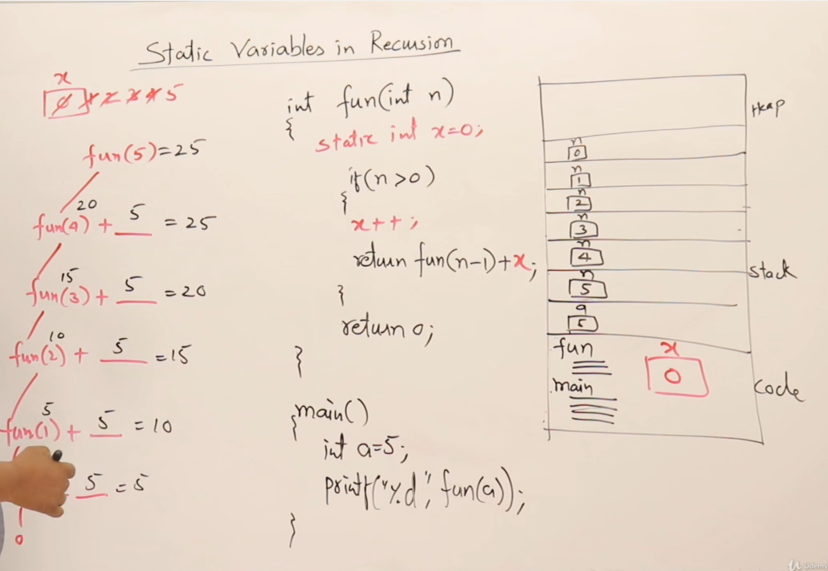 Static Variables in Recursion
x
0 1 2 3 4 5
fun(5)=25
20
fun(4) + 5 = 25
15
fun(3) + 5 = 20
10
fun(2) + 5 = 15
5
fun(1) + 5 = 10
5 = 5
0
int fun(int n)
{
static int x=0;
if(n>0)
{
x++;
return fun(n-1)+x;
}
return 0;
}
main()
{
int a=5;
printf("%d", fun(a));
}
Heap
n
0
n
1
n
2
n
3
n
4
n
5
a
5
stack
fun
main
x
0
code
Udemy